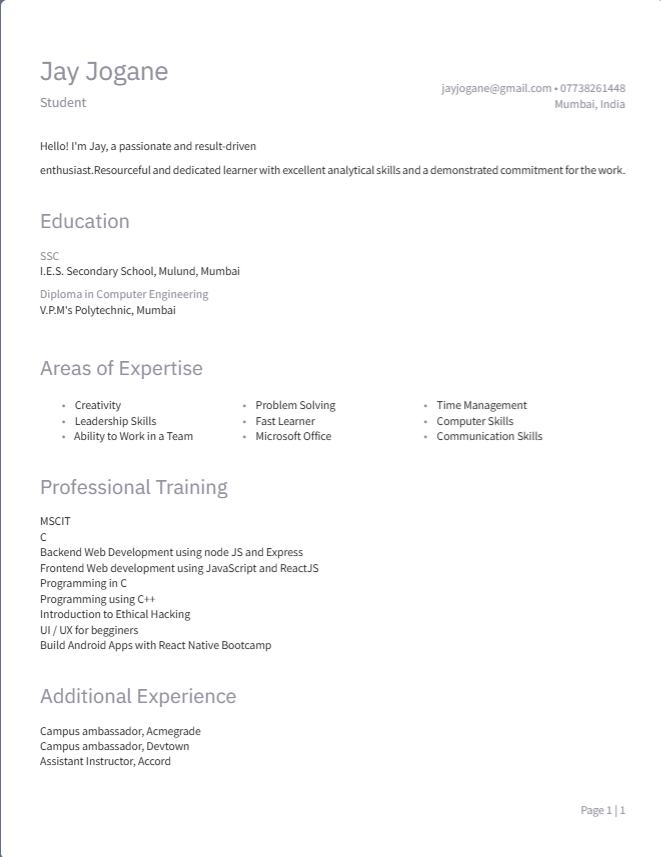 Jay Jogane
Student
jayjogane@gmail.com • 07738261448
Mumbai, India
Hello! I'm Jay, a passionate and result-driven
enthusiast.Resourceful and dedicated learner with excellent analytical skills and a demonstrated commitment for the work.
Education
SSC
I.E.S. Secondary School, Mulund, Mumbai
Diploma in Computer Engineering
V.P.M's Polytechnic, Mumbai
Areas of Expertise
• Creativity
• Leadership Skills
• Ability to Work in a Team
• Problem Solving
• Fast Learner
• Microsoft Office
• Time Management
• Computer Skills
• Communication Skills
Professional Training
MSCIT
C
Backend Web Development using node JS and Express
Frontend Web development using JavaScript and ReactJS
Programming in C
Programming using C++
Introduction to Ethical Hacking
UI / UX for begginers
Build Android Apps with React Native Bootcamp
Additional Experience
Campus ambassador, Acmegrade
Campus ambassador, Devtown
Assistant Instructor, Accord
Page 1 | 1